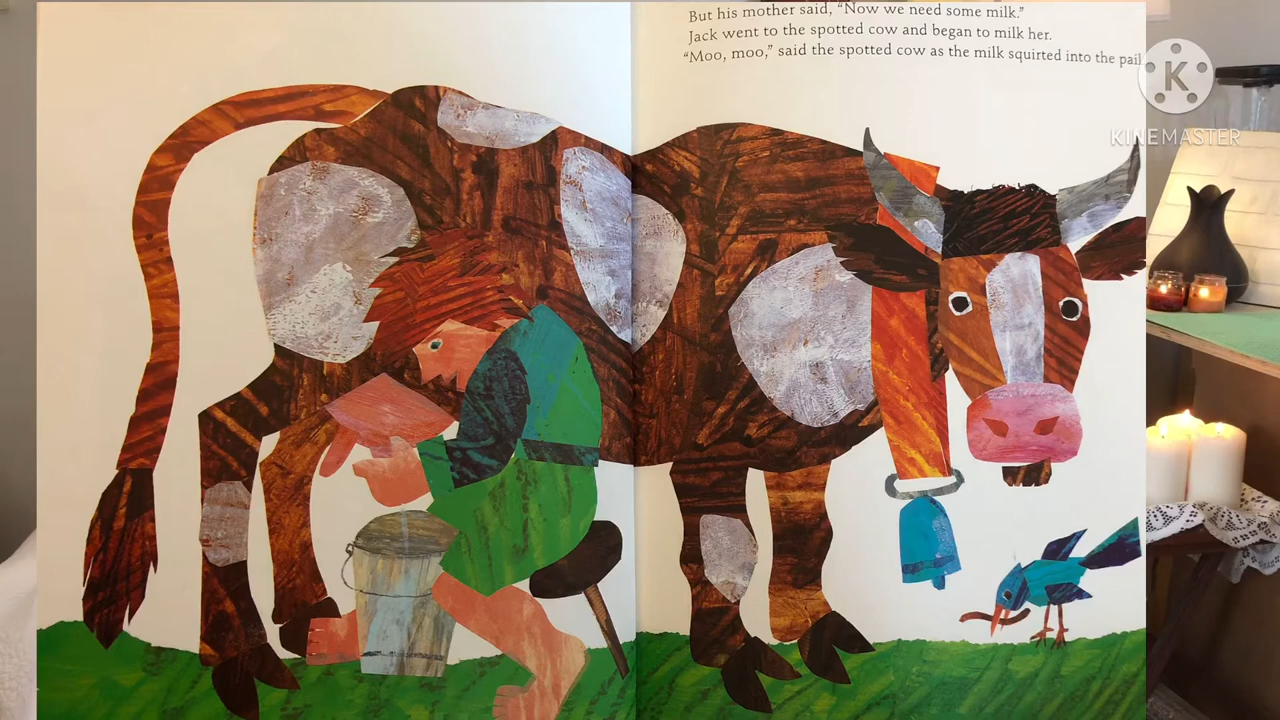 But his mother said, “Now we need some milk.”
Jack went to the spotted cow and began to milk her.
“Moo, moo,” said the spotted cow as the milk squirted into the pail
K
KINEMASTER